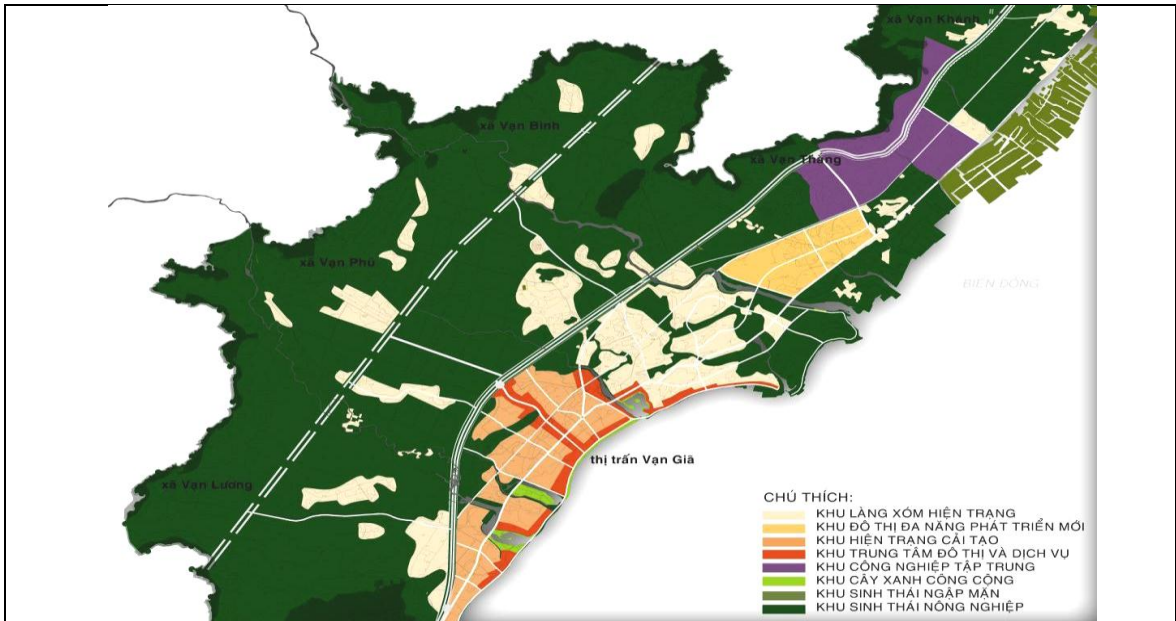 xã Vạn Khánh
xã Vạn Bình
xã Vạn Thắng
xã Vạn Phú
BIỂN ĐÔNG
thị trấn Vạn Giã
xã Vạn Lương
CHÚ THÍCH:
KHU LÀNG XÓM HIỆN TRẠNG
KHU ĐÔ THỊ ĐA NĂNG PHÁT TRIỂN MỚI
KHU HIỆN TRẠNG CẢI TẠO
KHU TRUNG TÂM ĐÔ THỊ VÀ DỊCH VỤ
KHU CÔNG NGHIỆP TẬP TRUNG
KHU CÂY XANH CÔNG CỘNG
KHU SINH THÁI NGẬP MẶN
KHU SINH THÁI NÔNG NGHIỆP